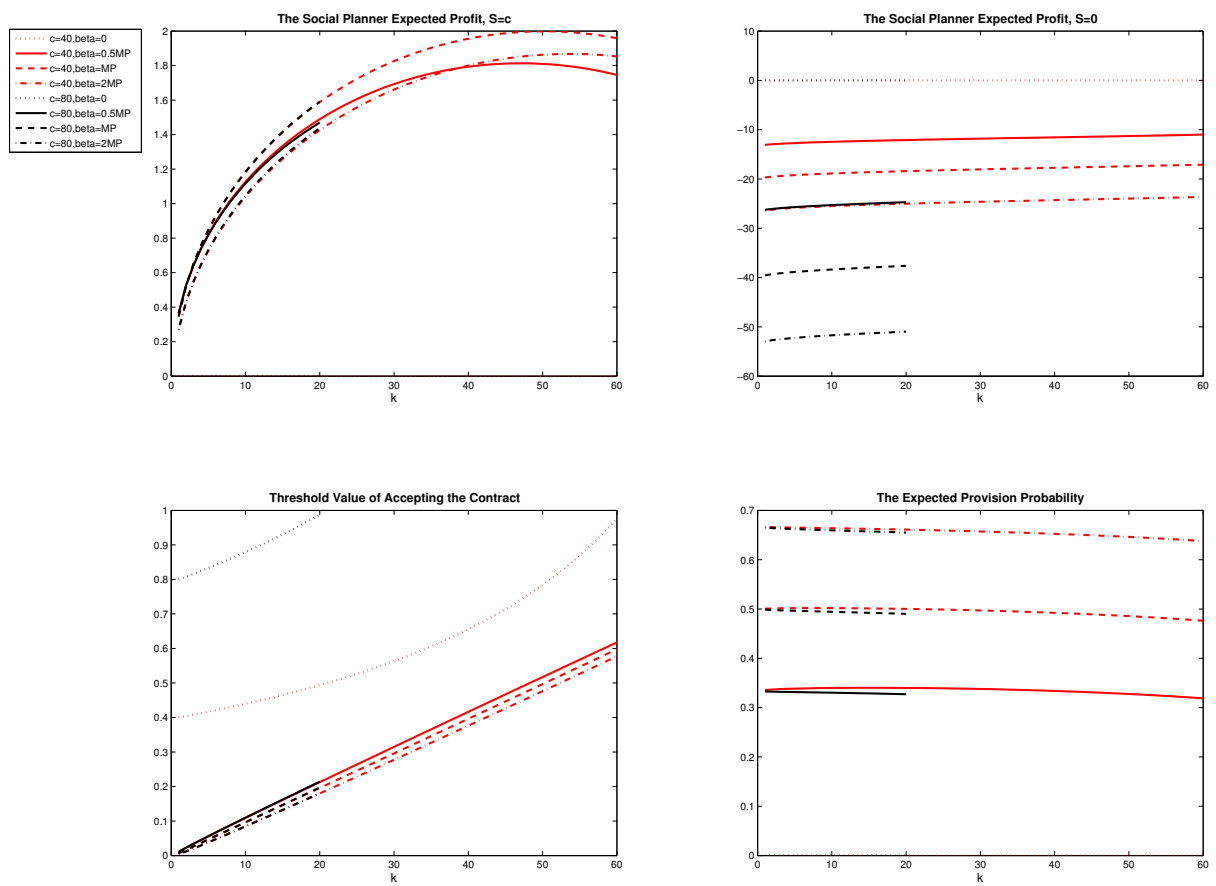 The Social Planner Expected Profit, S=c
c=40,beta=0
c=40,beta=0.5MP
c=40,beta=MP
c=40,beta=2MP
c=80,beta=0
c=80,beta=0.5MP
c=80,beta=MP
c=80,beta=2MP
2
1.8
1.6
1.4
1.2
1
0.8
0.6
0.4
0.2
0
0 10 20 30 40 50 60
k
The Social Planner Expected Profit, S=0
10
0
−10
−20
−30
−40
−50
−60
0 10 20 30 40 50 60
k
Threshold Value of Accepting the Contract
1
0.9
0.8
0.7
0.6
0.5
0.4
0.3
0.2
0.1
0
0 10 20 30 40 50 60
k
The Expected Provision Probability
0.7
0.6
0.5
0.4
0.3
0.2
0.1
0
0 10 20 30 40 50 60
k